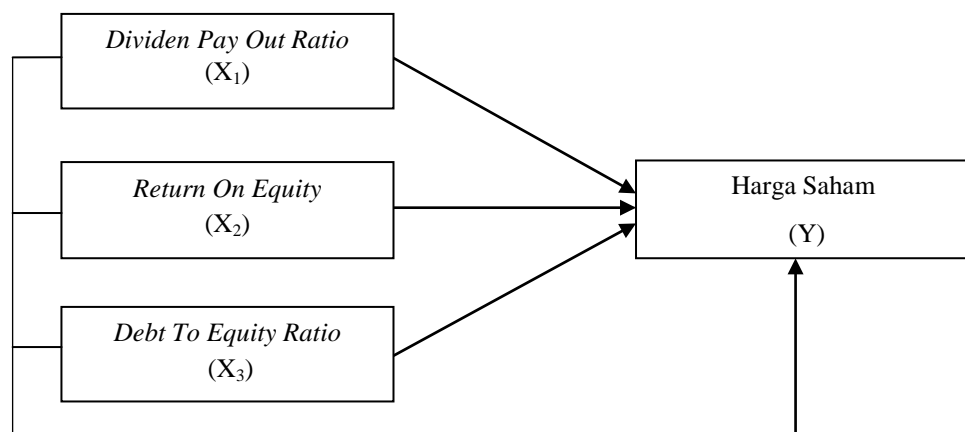 Dividen Pay Out Ratio
(X₁)
Return On Equity
(X₂)
Debt To Equity Ratio
(X₃)
Harga Saham
(Y)